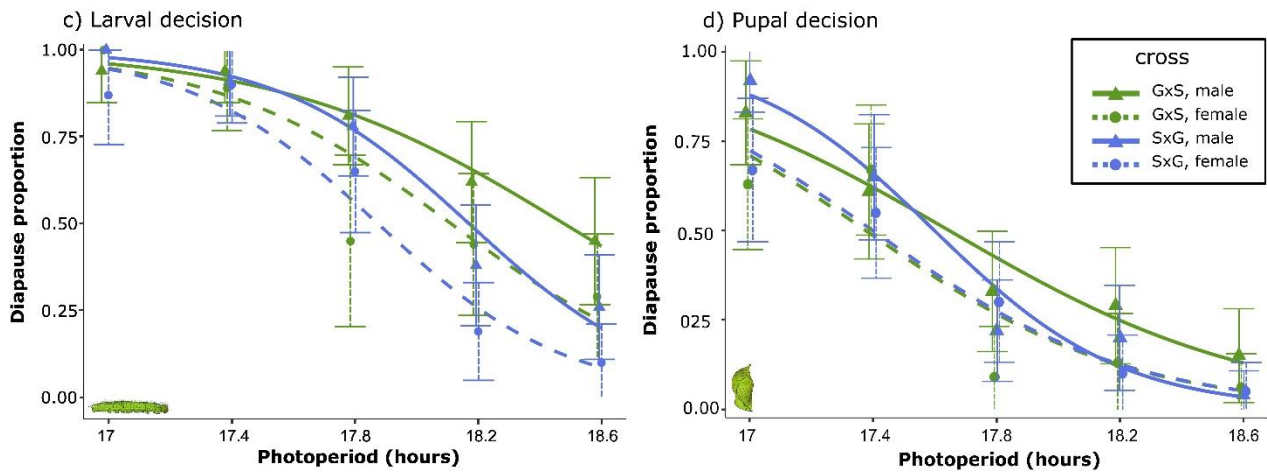 c) Larval decision
Diapause proportion
1.00
0.75
0.50
0.25
0.00
17
17.4
17.8
18.2
18.6
Photoperiod (hours)
d) Pupal decision
Diapause proportion
1.00
0.75
0.50
025
0.00
17
17.4
17.8
18.2
18.6
Photoperiod (hours)
cross
GxS, male
GxS, female
SxG, male
SxG, female